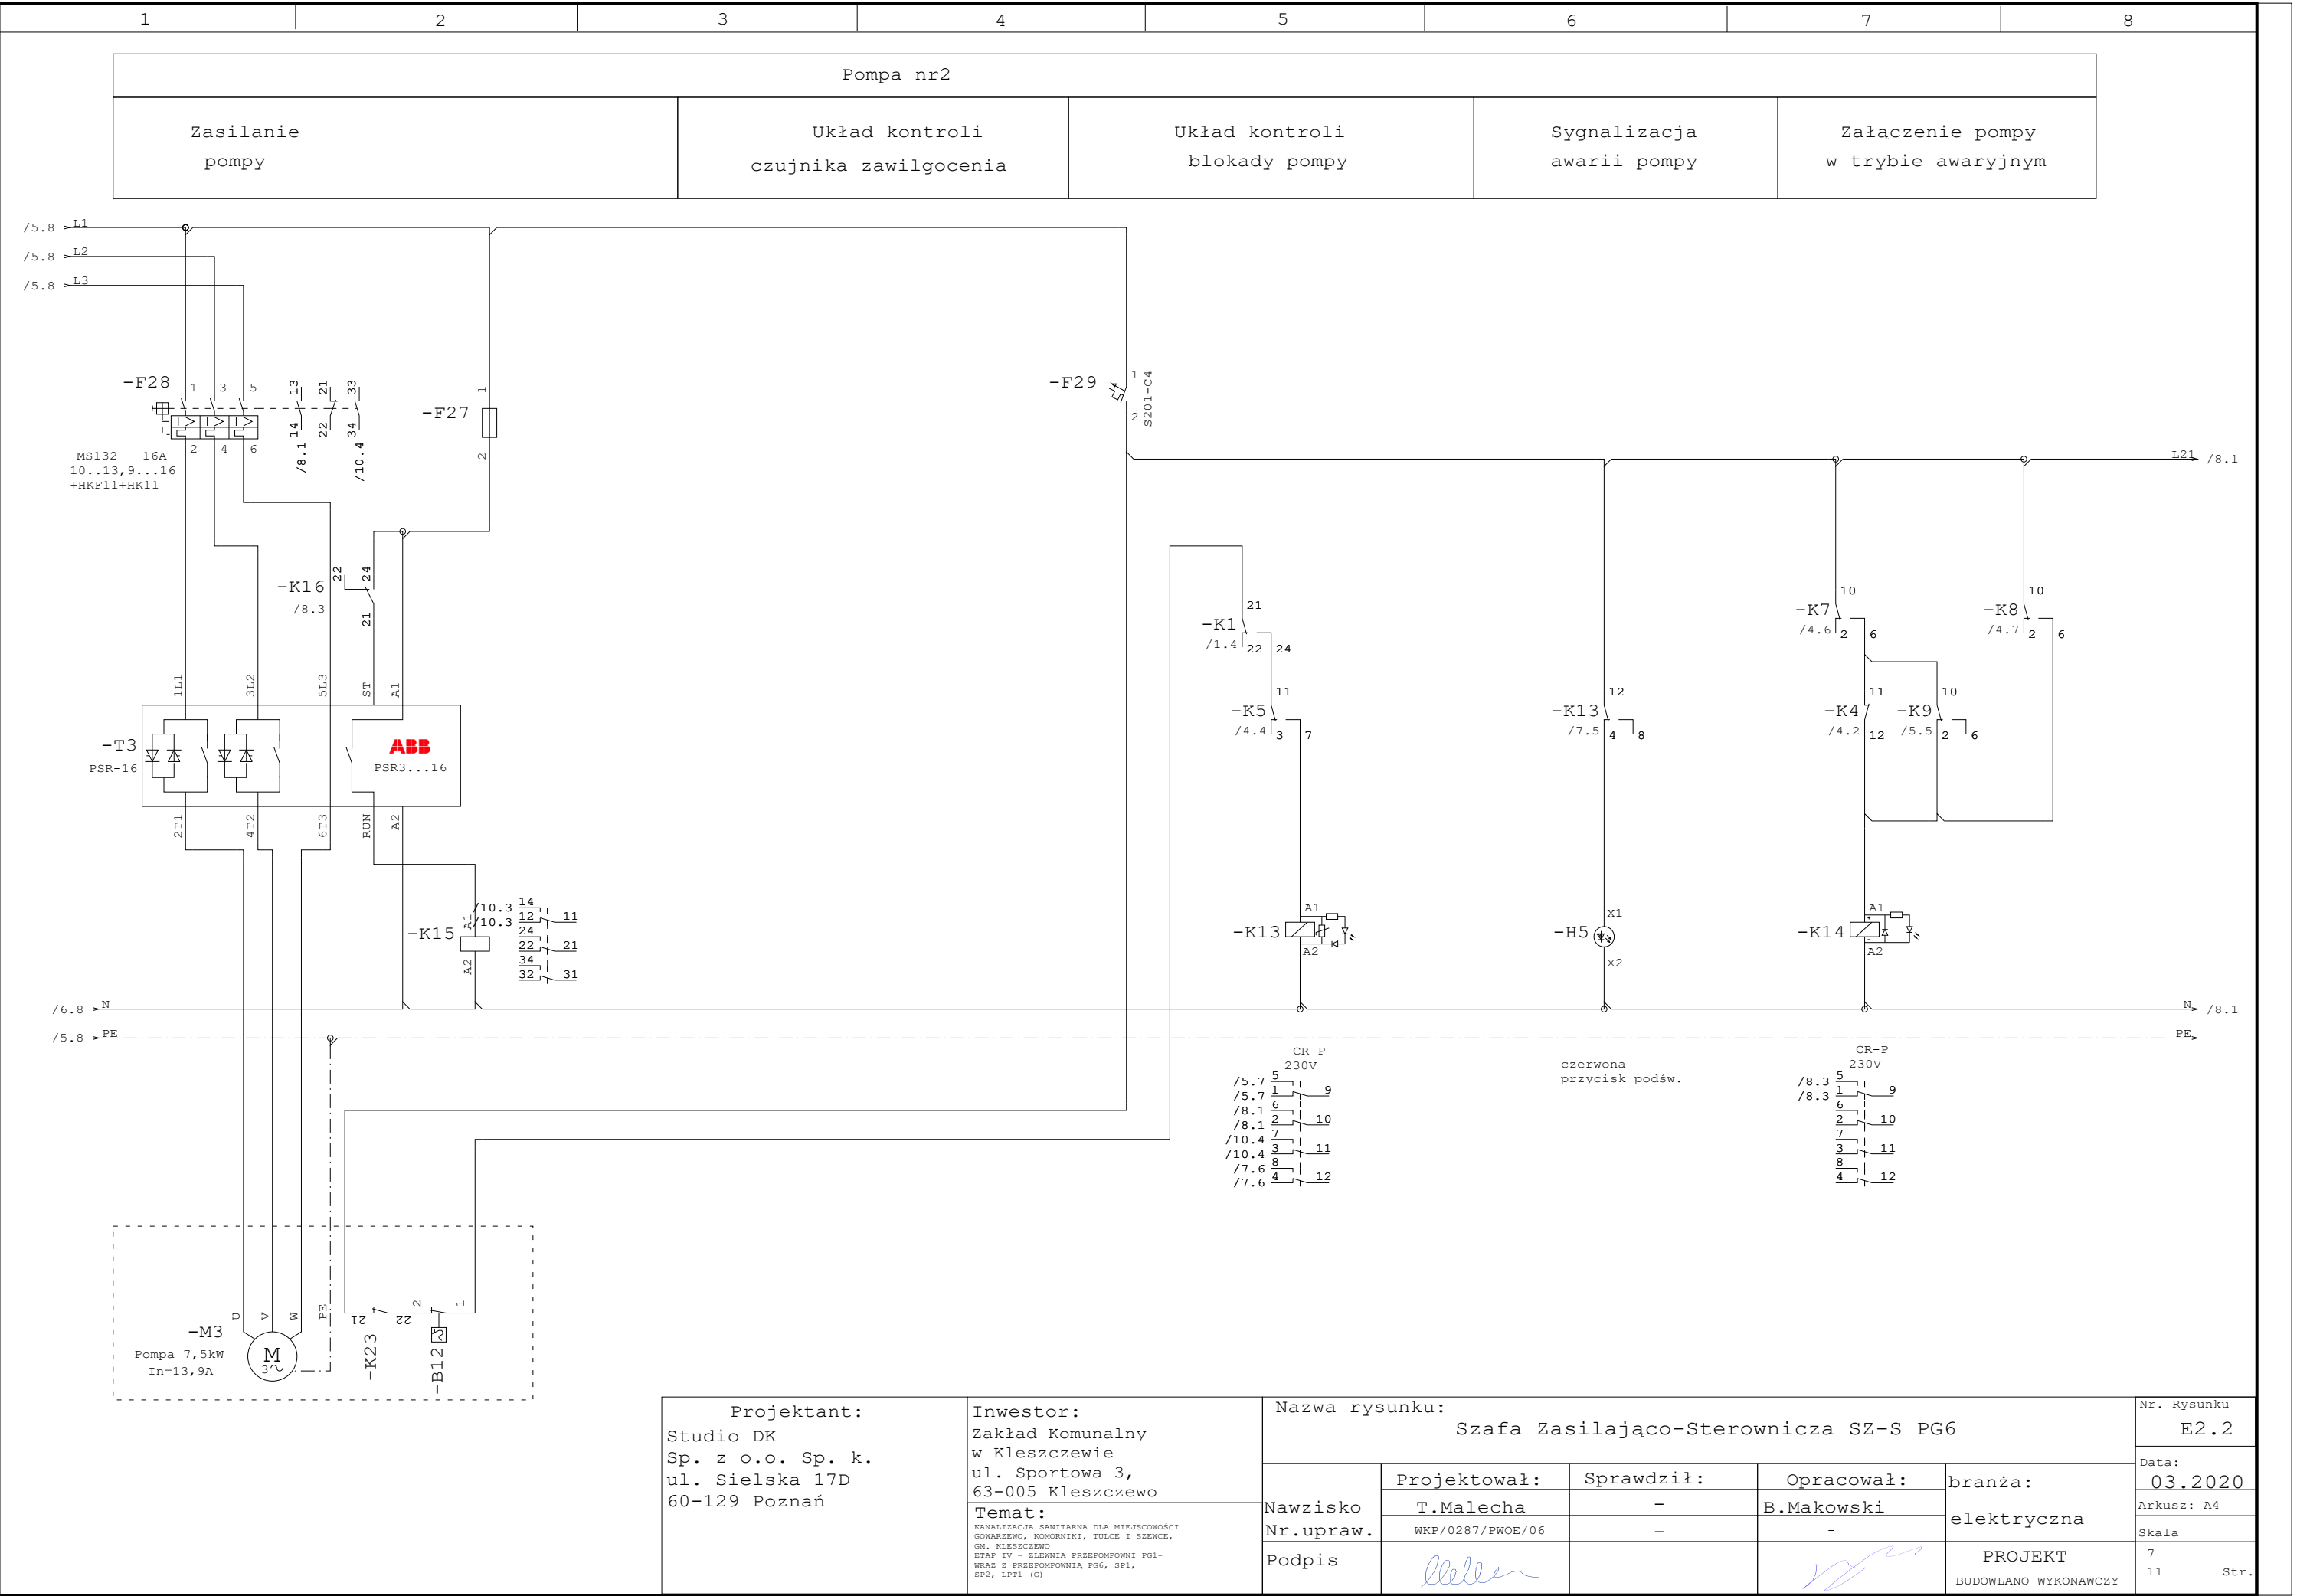 1 2 3 4 5 6 7 8
Pompa nr2
Zasilanie
pompy
Układ kontroli
czujnika zawilgocenia
Układ kontroli
blokady pompy
Sygnalizacja
awarii pompy
Załączenie pompy
w trybie awaryjnym
/5.8 L1
/5.8 L2
/5.8 L3
-F28
1 3 5
13 21 33
14 22 34
/8.1
/10.4
2 4 6
MS132 - 16A
10..13,9...16
+HKF11+HK11
-F27
1
2
-F29
1
2
S201-C4
L21 /8.1
-K16
/8.3
22 24
21
-K1
/1.4
21
22 24
-K5
/4.4
11
3 7
-K13
/7.5
12
4 8
-K7
/4.6
10
2 6
-K8
/4.7
10
2 6
-K4
/4.2
11
12
-K9
/5.5
10
2 6
1L1 3L2 5L3 ST A1
-T3
PSR-16
ABB
PSR3...16
2T1 4T2 6T3 RUN A2
-K15
A1
A2
/10.3 14
/10.3 12 11
24
22 21
34
32 31
-K13
A1
A2
-H5
X1
X2
-K14
A1
+
-
A2
/6.8 N
N /8.1
/5.8 PE
PE
CR-P
230V
/5.7 5
/5.7 1 9
/8.1 6
/8.1 2 10
/10.4 7
/10.4 3 11
/7.6 8
/7.6 4 12
czerwona
przycisk podśw.
CR-P
230V
/8.3 5
/8.3 1 9
6
2 10
7
3 11
8
4 12
U V W PE
-M3
Pompa 7,5kW
In=13,9A
M
3~
21 22
-K23
2 1
-B12
Projektant:
Studio DK
Sp. z o.o. Sp. k.
ul. Sielska 17D
60-129 Poznań
Inwestor:
Zakład Komunalny
w Kleszczewie
ul. Sportowa 3,
63-005 Kleszczewo
Temat:
KANALIZACJA SANITARNA DLA MIEJSCOWOŚCI
GOWARZEWO, KOMORNIKI, TULCE I SZEWCE,
GM. KLESZCZEWO
ETAP IV - ZLEWNIA PRZEPOMPOWNI PG1-
WRAZ Z PRZEPOMPOWNIĄ PG6, SP1,
SP2, LPT1 (G)
Nazwa rysunku:
Szafa Zasilająco-Sterownicza SZ-S PG6
Projektował: Sprawdził: Opracował: branża:
Nawzisko T.Malecha - B.Makowski
elektryczna
Nr.upraw. WKP/0287/PWOE/06 - -
Podpis
PROJEKT
BUDOWLANO-WYKONAWCZY
Nr. Rysunku
E2.2
Data:
03.2020
Arkusz: A4
Skala
7
11 Str.